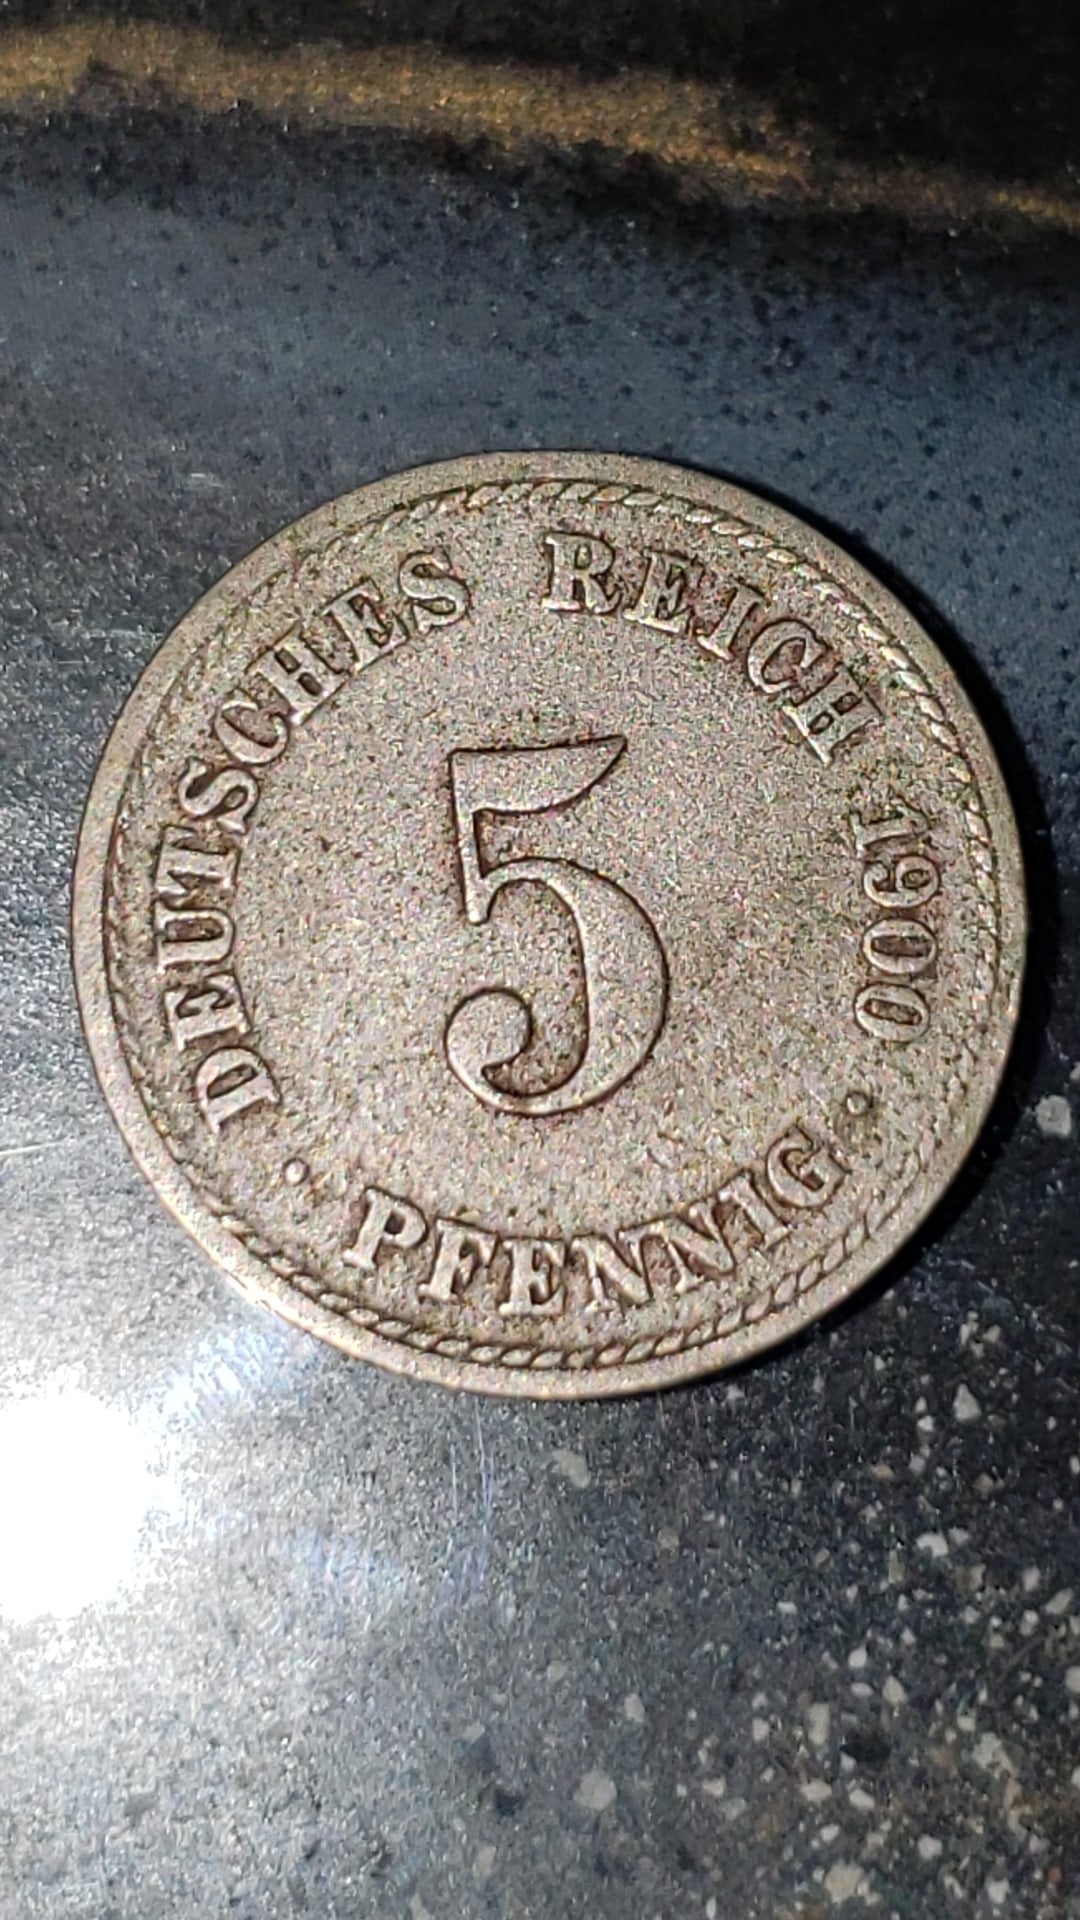 DEUTSCHES REICH 1900
5
· PFENNIG ·